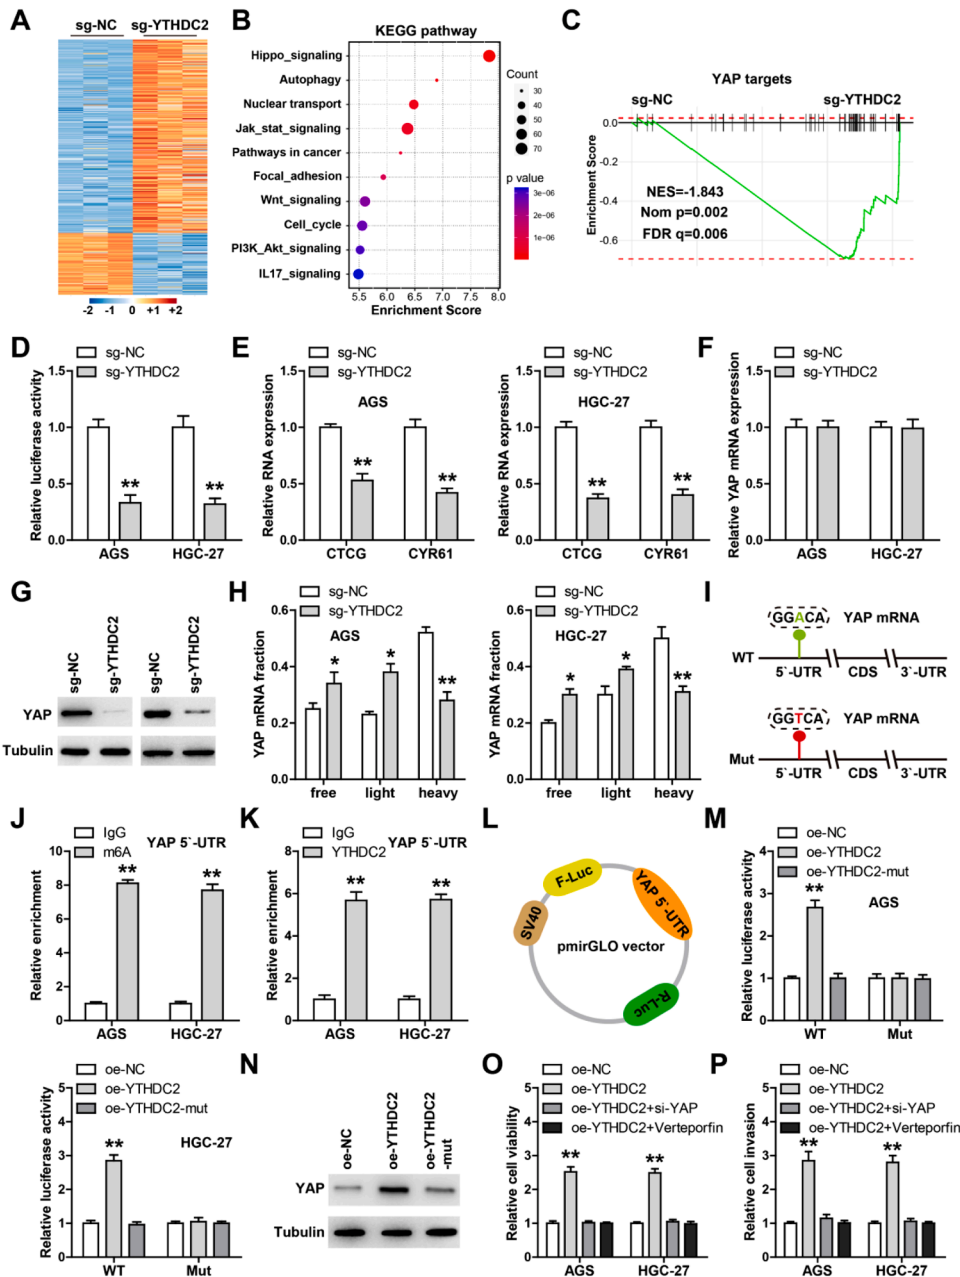 A
sg-NC sg-YTHDC2
-2 -1 0 +1 +2
B
KEGG pathway
Hippo_signaling
Autophagy
Nuclear transport
Jak_stat_signaling
Pathways in cancer
Focal_adhesion
Wnt_signaling
Cell_cycle
PI3K_Akt_signaling
IL17_signaling
5.5 6.0 6.5 7.0 7.5 8.0
Enrichment Score
Count
30
40
50
60
70
p value
3e-06
2e-06
1e-06
C
YAP targets
sg-NC sg-YTHDC2
Enrichment Score
0.0
-0.2
-0.4
-0.6
NES=-1.843
Nom p=0.002
FDR q=0.006
D
sg-NC
sg-YTHDC2
Relative luciferase activity
1.5
1.0
0.5
0.0
** **
AGS HGC-27
E
sg-NC
sg-YTHDC2
AGS
Relative RNA expression
1.5
1.0
0.5
0.0
** **
CTCG CYR61
sg-NC
sg-YTHDC2
HGC-27
Relative RNA expression
1.5
1.0
0.5
0.0
** **
CTCG CYR61
F
sg-NC
sg-YTHDC2
Relative YAP mRNA expression
1.5
1.0
0.5
0.0
AGS HGC-27
G
sg-NC sg-YTHDC2 sg-NC sg-YTHDC2
YAP
Tubulin
H
sg-NC
sg-YTHDC2
AGS
YAP mRNA fraction
0.6
0.4
0.2
0.0
* * **
free light heavy
sg-NC
sg-YTHDC2
HGC-27
YAP mRNA fraction
0.6
0.4
0.2
0.0
* * **
free light heavy
I
GGACA YAP mRNA
WT
5`-UTR CDS 3`-UTR
GGTCA YAP mRNA
Mut
5`-UTR CDS 3`-UTR
J
IgG
m6A
YAP 5`-UTR
Relative enrichment
10
8
6
4
2
0
** **
AGS HGC-27
K
IgG
YTHDC2
YAP 5`-UTR
Relative enrichment
8
6
4
2
0
** **
AGS HGC-27
L
F-Luc
YAP 5`-UTR
SV40
pmirGLO vector
R-Luc
M
oe-NC
oe-YTHDC2
oe-YTHDC2-mut
AGS
Relative luciferase activity
4
3
2
1
0
**
WT Mut
oe-NC
oe-YTHDC2
oe-YTHDC2-mut
HGC-27
Relative luciferase activity
5
4
3
2
1
0
**
WT Mut
N
oe-NC oe-YTHDC2 oe-YTHDC2
-mut
YAP
Tubulin
O
oe-NC
oe-YTHDC2
oe-YTHDC2+si-YAP
oe-YTHDC2+Verteporfin
Relative cell viability
5
4
3
2
1
0
** **
AGS HGC-27
P
oe-NC
oe-YTHDC2
oe-YTHDC2+si-YAP
oe-YTHDC2+Verteporfin
Relative cell invasion
5
4
3
2
1
0
** **
AGS HGC-27